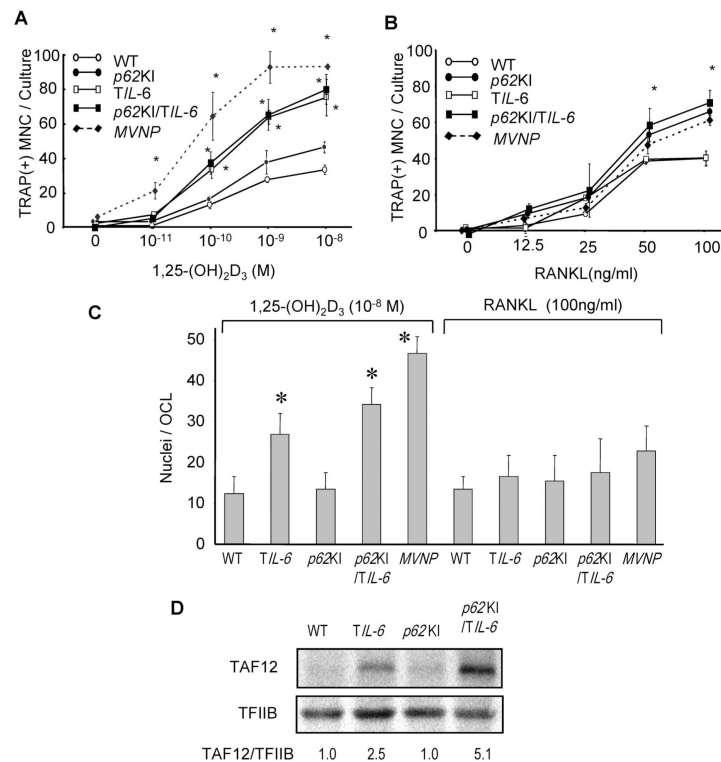 A
WT
p62KI
TIL-6
p62KI/TIL-6
MVNP
TRAP(+) MNC / Culture
100
80
60
40
20
0
0 10⁻¹¹ 10⁻¹⁰ 10⁻⁹ 10⁻⁸
1,25-(OH)₂D₃ (M)
* * * * * * * * * *
B
WT
p62KI
TIL-6
p62KI/TIL-6
MVNP
TRAP(+) MNC / Culture
100
80
60
40
20
0
0 12.5 25 50 100
RANKL(ng/ml)
* *
C
1,25-(OH)₂D₃ (10⁻⁸ M) RANKL (100ng/ml)
Nuclei / OCL
50
40
30
20
10
0
* * *
WT TIL-6 p62KI p62KI /TIL-6 MVNP WT TIL-6 p62KI p62KI /TIL-6 MVNP
D
WT TIL-6 p62KI p62KI /TIL-6
TAF12
TFIIB
TAF12/TFIIB 1.0 2.5 1.0 5.1